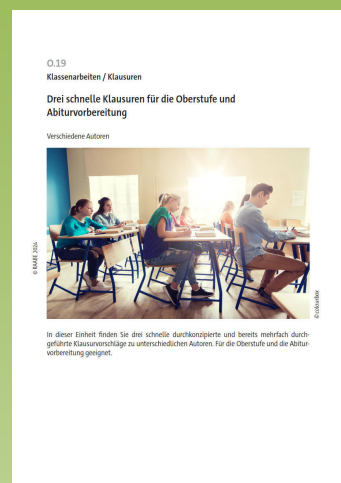 O.19
Klassenarbeiten / Klausuren
Drei schnelle Klausuren für die Oberstufe und
Abiturvorbereitung
Verschiedene Autoren
© RAABE 2024
© colourbox
In dieser Einheit finden Sie drei schnelle durchkonzipierte und bereits mehrfach durch-
geführte Klausurvorschläge zu unterschiedlichen Autoren. Für die Oberstufe und die Abitur-
vorbereitung geeignet.